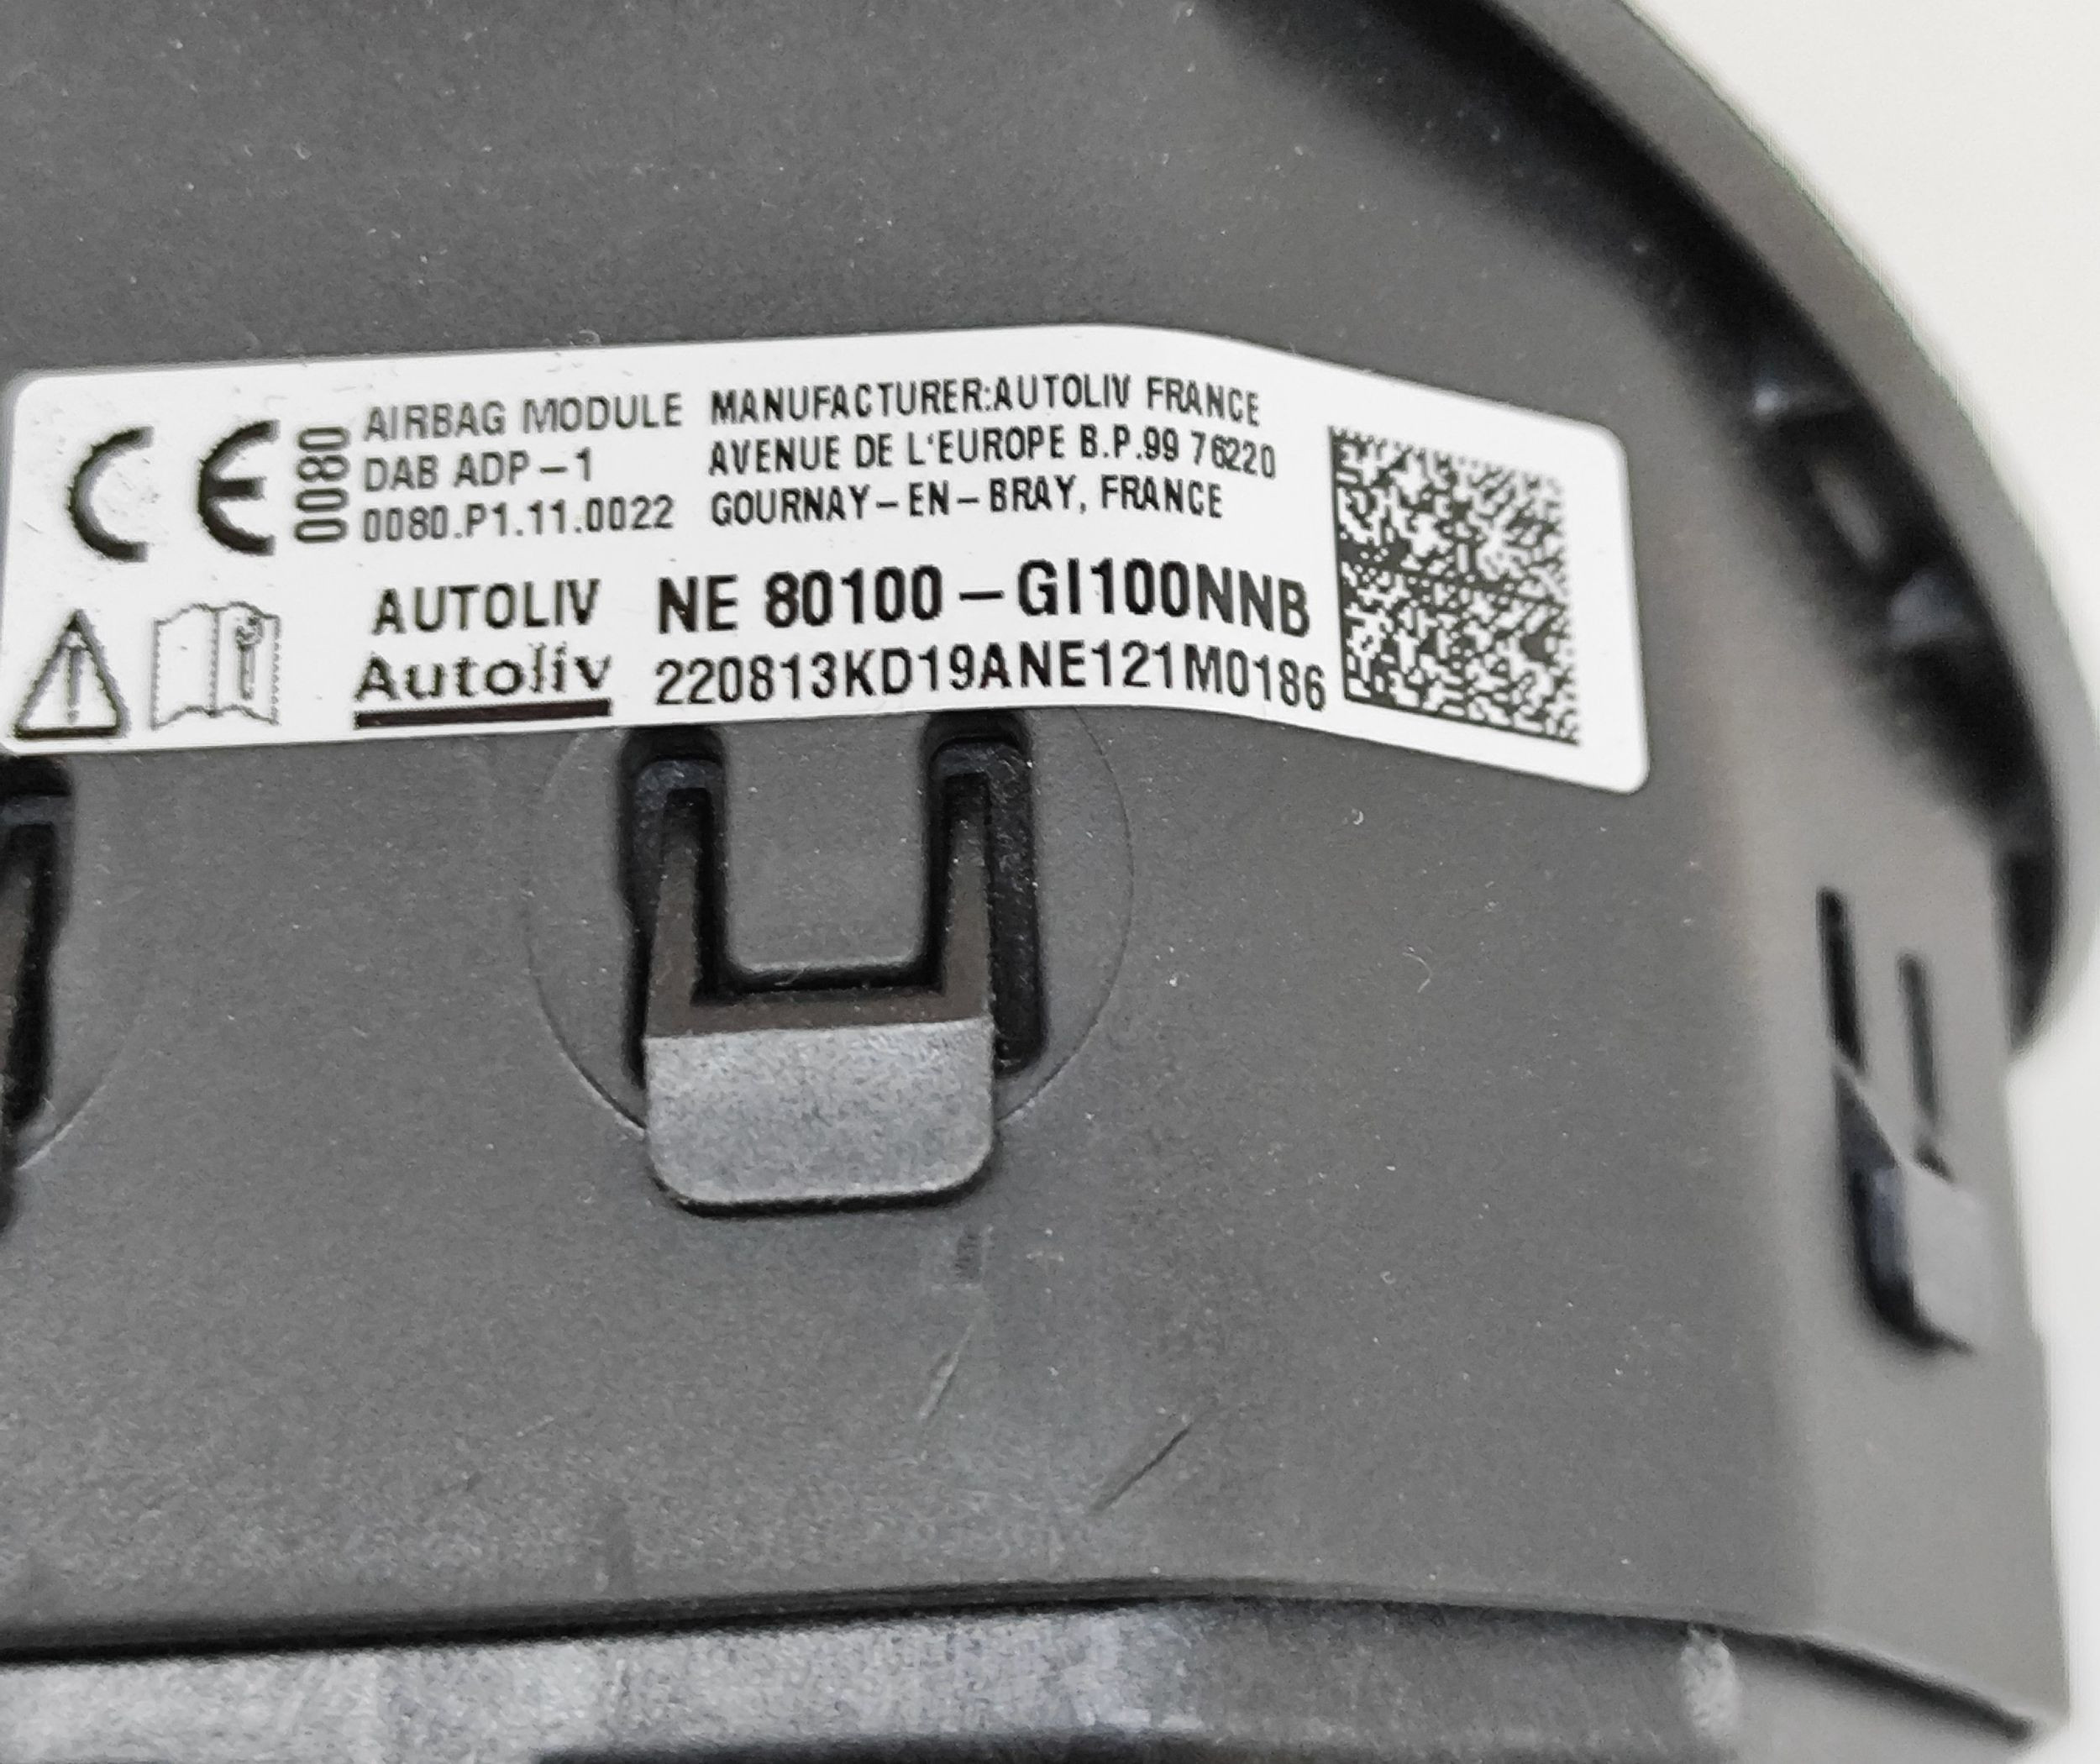 CE 0080
AIRBAG MODULE
DAB ADP-1
0080.P1.11.0022
MANUFACTURER:AUTOLIV FRANCE
AVENUE DE L'EUROPE B.P.99 76220
GOURNAY-EN-BRAY, FRANCE
AUTOLIV NE 80100-GI100NNB
Autoliv 220813KD19ANE121M0186